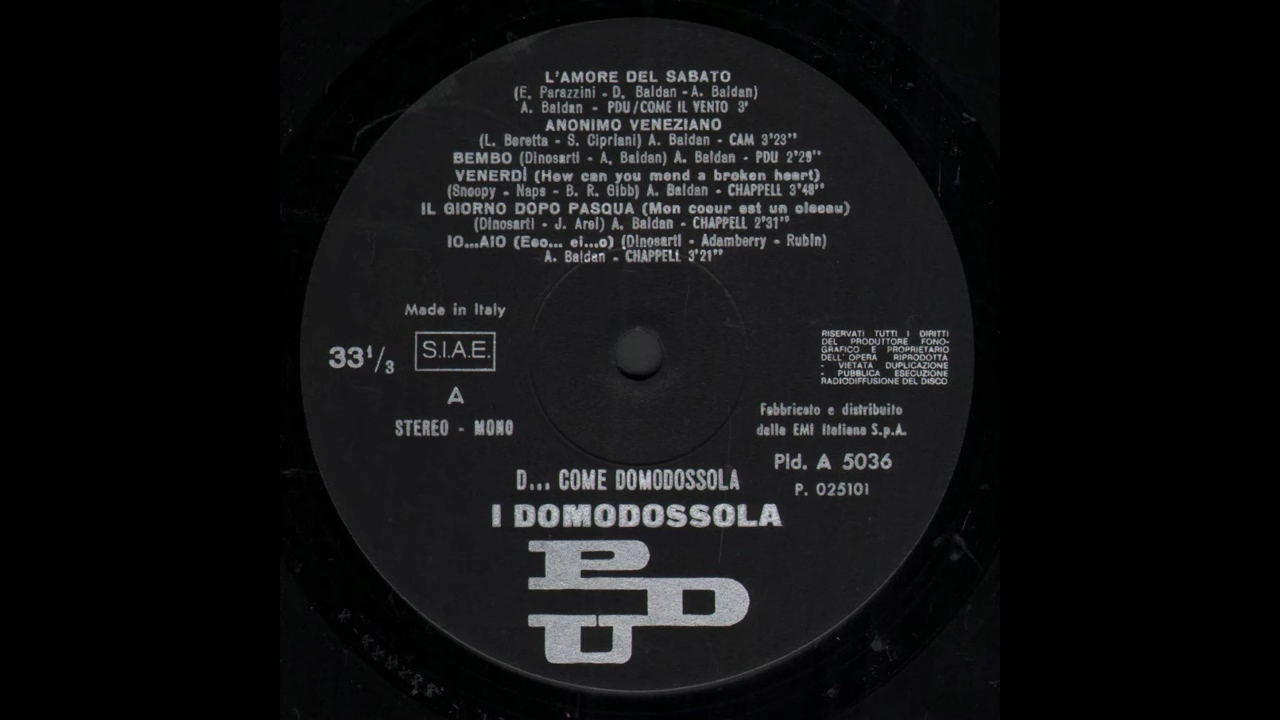 L'AMORE DEL SABATO
(E. Parazzini - D. Baldan - A. Baldan)
A. Baldan - PDU/COME IL VENTO 3'
ANONIMO VENEZIANO
(L. Beretta - S. Cipriani) A. Baldan - CAM 3'23"
BEMBO (Dinosarti - A. Baldan) A. Baldan - PDU 2'29"
VENERDÌ (How can you mend a broken heart)
(Snoopy - Naps - B. R. Gibb) A. Baldan - CHAPPELL 3'48"
IL GIORNO DOPO PASQUA (Mon coeur est un oiseau)
(Dinosarti - J. Arel) A. Baldan - CHAPPELL 2'31"
IO...AIO (Eeo... ei...o) (Dinosarti - Adamberry - Rubin)
A. Baldan - CHAPPELL 3'21"
Made in Italy
33 1/3
S.I.A.E.
A
STEREO - MONO
RISERVATI TUTTI I DIRITTI
DEL PRODUTTORE FONO-
GRAFICO E PROPRIETARIO
DELL'OPERA RIPRODOTTA
- VIETATA DUPLICAZIONE
- PUBBLICA ESECUZIONE
RADIODIFFUSIONE DEL DISCO
Fabbricato e distribuito
dalla EMI Italiana S.p.A.
Pld. A 5036
P. 025101
D... COME DOMODOSSOLA
I DOMODOSSOLA
PDU